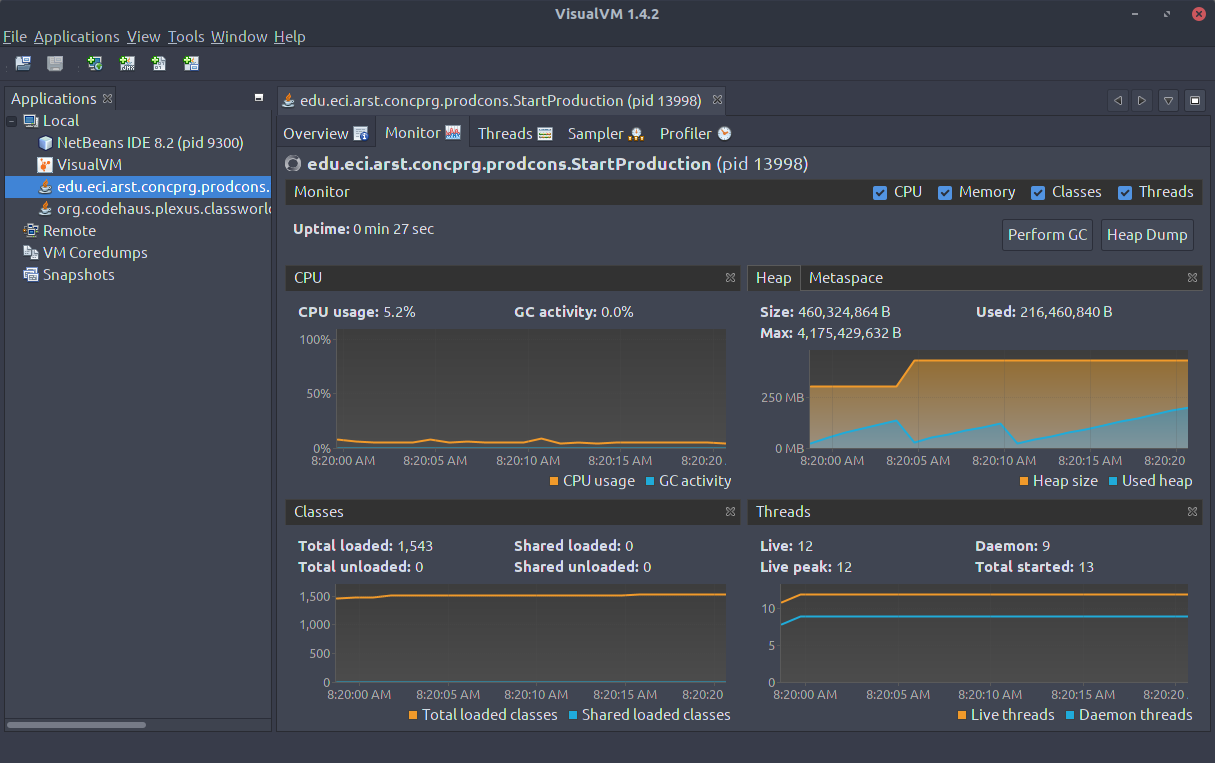 VisualVM 1.4.2
File Applications View Tools Window Help
Applications
Local
NetBeans IDE 8.2 (pid 9300)
VisualVM
edu.eci.arst.concprg.prodcons.
org.codehaus.plexus.classworl
Remote
VM Coredumps
Snapshots
edu.eci.arst.concprg.prodcons.StartProduction (pid 13998)
Overview Monitor Threads Sampler Profiler
edu.eci.arst.concprg.prodcons.StartProduction (pid 13998)
Monitor CPU Memory Classes Threads
Uptime: 0 min 27 sec
Perform GC Heap Dump
CPU
CPU usage: 5.2% GC activity: 0.0%
100%
50%
0%
8:20:00 AM 8:20:05 AM 8:20:10 AM 8:20:15 AM 8:20:20
CPU usage GC activity
Heap Metaspace
Size: 460,324,864 B Used: 216,460,840 B
Max: 4,175,429,632 B
250 MB
0 MB
8:20:00 AM 8:20:05 AM 8:20:10 AM 8:20:15 AM 8:20:20
Heap size Used heap
Classes
Total loaded: 1,543 Shared loaded: 0
Total unloaded: 0 Shared unloaded: 0
1,500
1,000
500
0
8:20:00 AM 8:20:05 AM 8:20:10 AM 8:20:15 AM 8:20:20
Total loaded classes Shared loaded classes
Threads
Live: 12 Daemon: 9
Live peak: 12 Total started: 13
10
5
0
8:20:00 AM 8:20:05 AM 8:20:10 AM 8:20:15 AM 8:20:20
Live threads Daemon threads